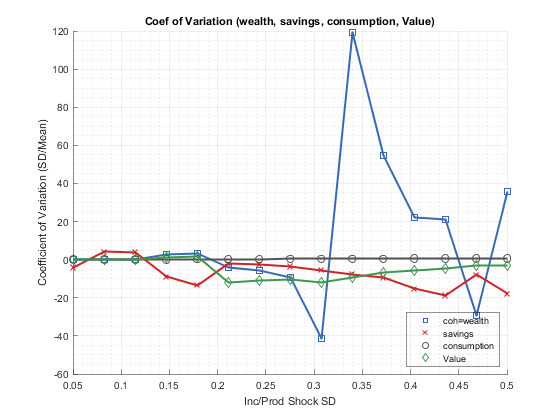 Coef of Variation (wealth, savings, consumption, Value)
120
100
80
60
40
20
0
-20
-40
-60
Coefficient of Variation (SD/Mean)
0.05
0.1
0.15
0.2
0.25
0.3
0.35
0.4
0.45
0.5
Inc/Prod Shock SD
coh=wealth
savings
consumption
Value